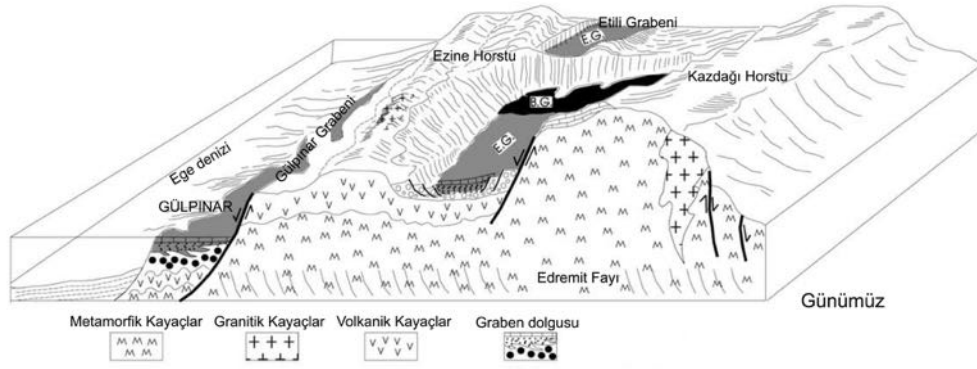 Etili Grabeni
E.G.
Ezine Horstu
Kazdağı Horstu
B.G.
Gülpınar Grabeni
E.G.
Ege denizi
GÜLPINAR
Edremit Fayı
Günümüz
Metamorfik Kayaçlar
Granitik Kayaçlar
Volkanik Kayaçlar
Graben dolgusu